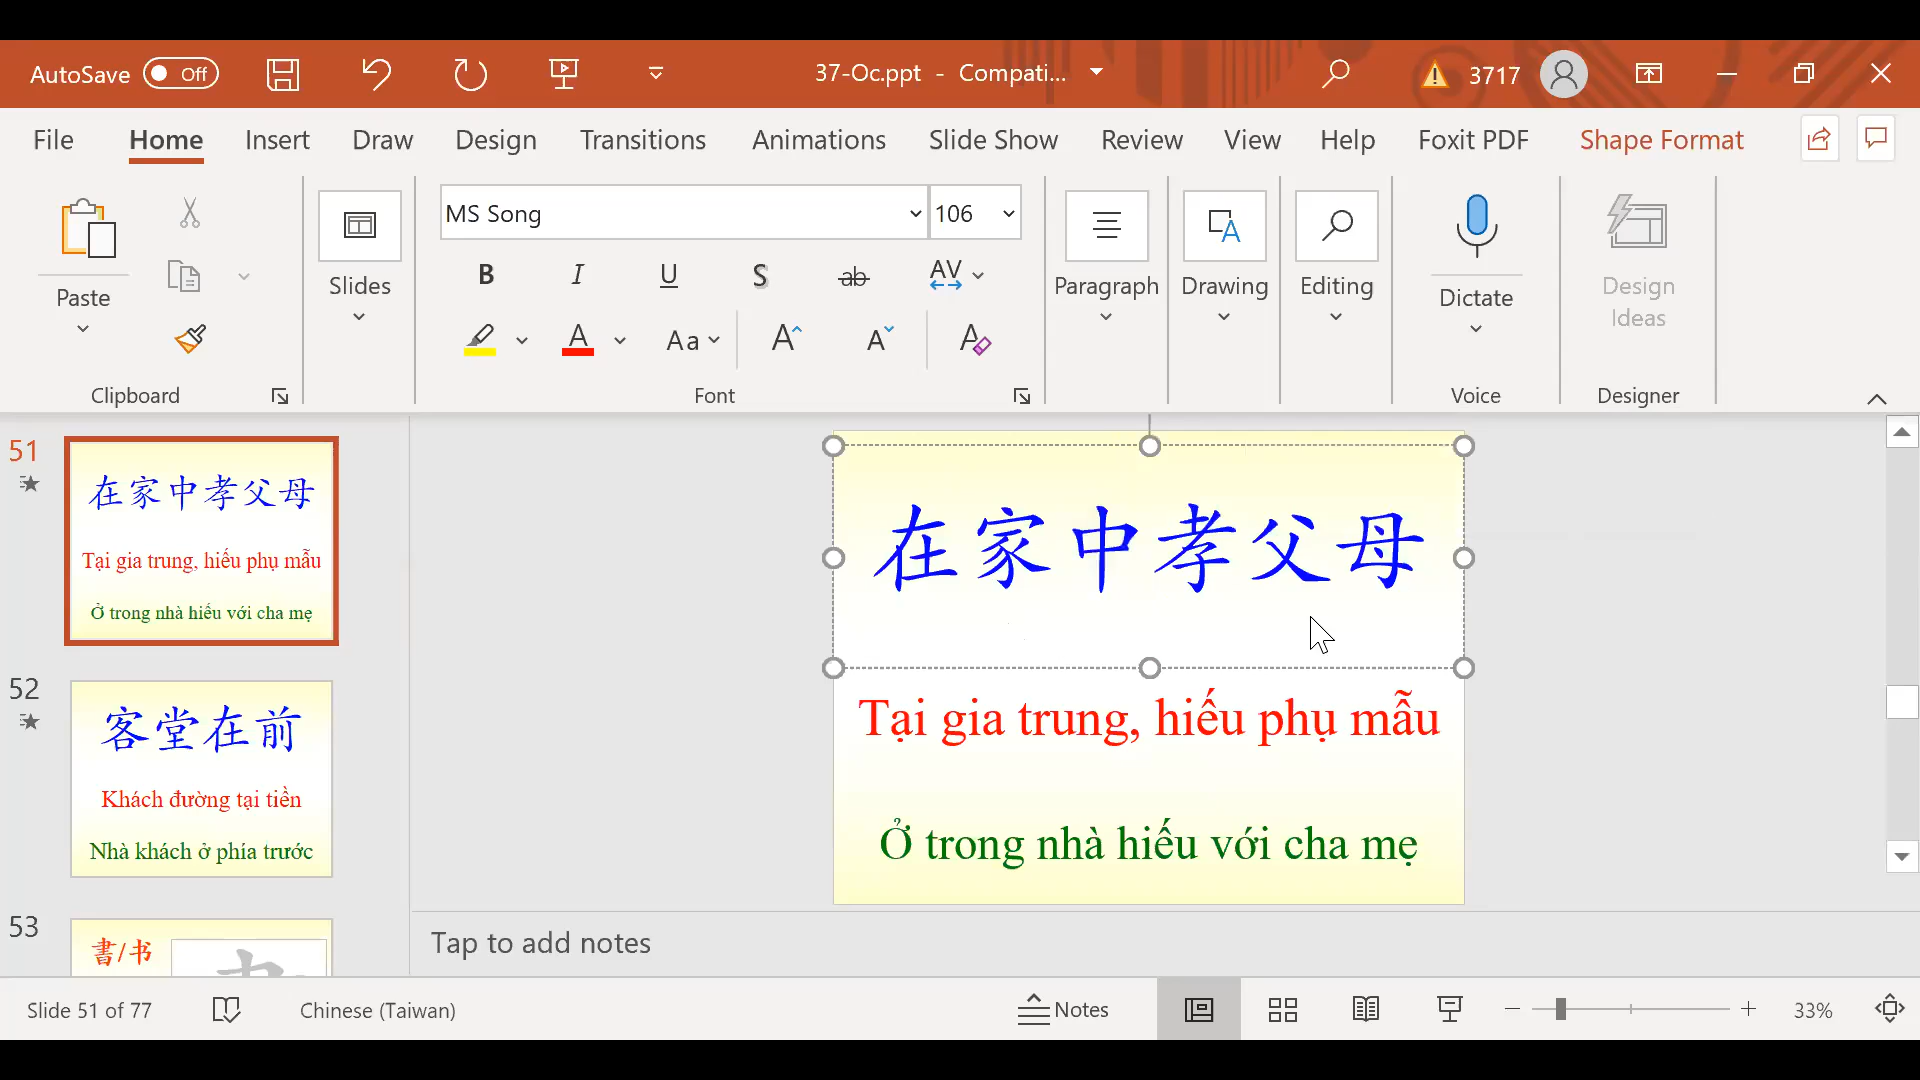 AutoSave Off 37-Oc.ppt - Compati... 3717
File Home Insert Draw Design Transitions Animations Slide Show Review View Help Foxit PDF Shape Format
MS Song 106
Paste Slides B I U S ab AV Paragraph Drawing Editing Dictate Design Ideas
A Aa A A A
Clipboard Font Voice Designer
51
在家中孝父母
Tại gia trung, hiếu phụ mẫu
Ở trong nhà hiếu với cha mẹ
52
客堂在前
Khách đường tại tiền
Nhà khách ở phía trước
53
書/书
在家中孝父母
Tại gia trung, hiếu phụ mẫu
Ở trong nhà hiếu với cha mẹ
Tap to add notes
Slide 51 of 77 Chinese (Taiwan) Notes 33%